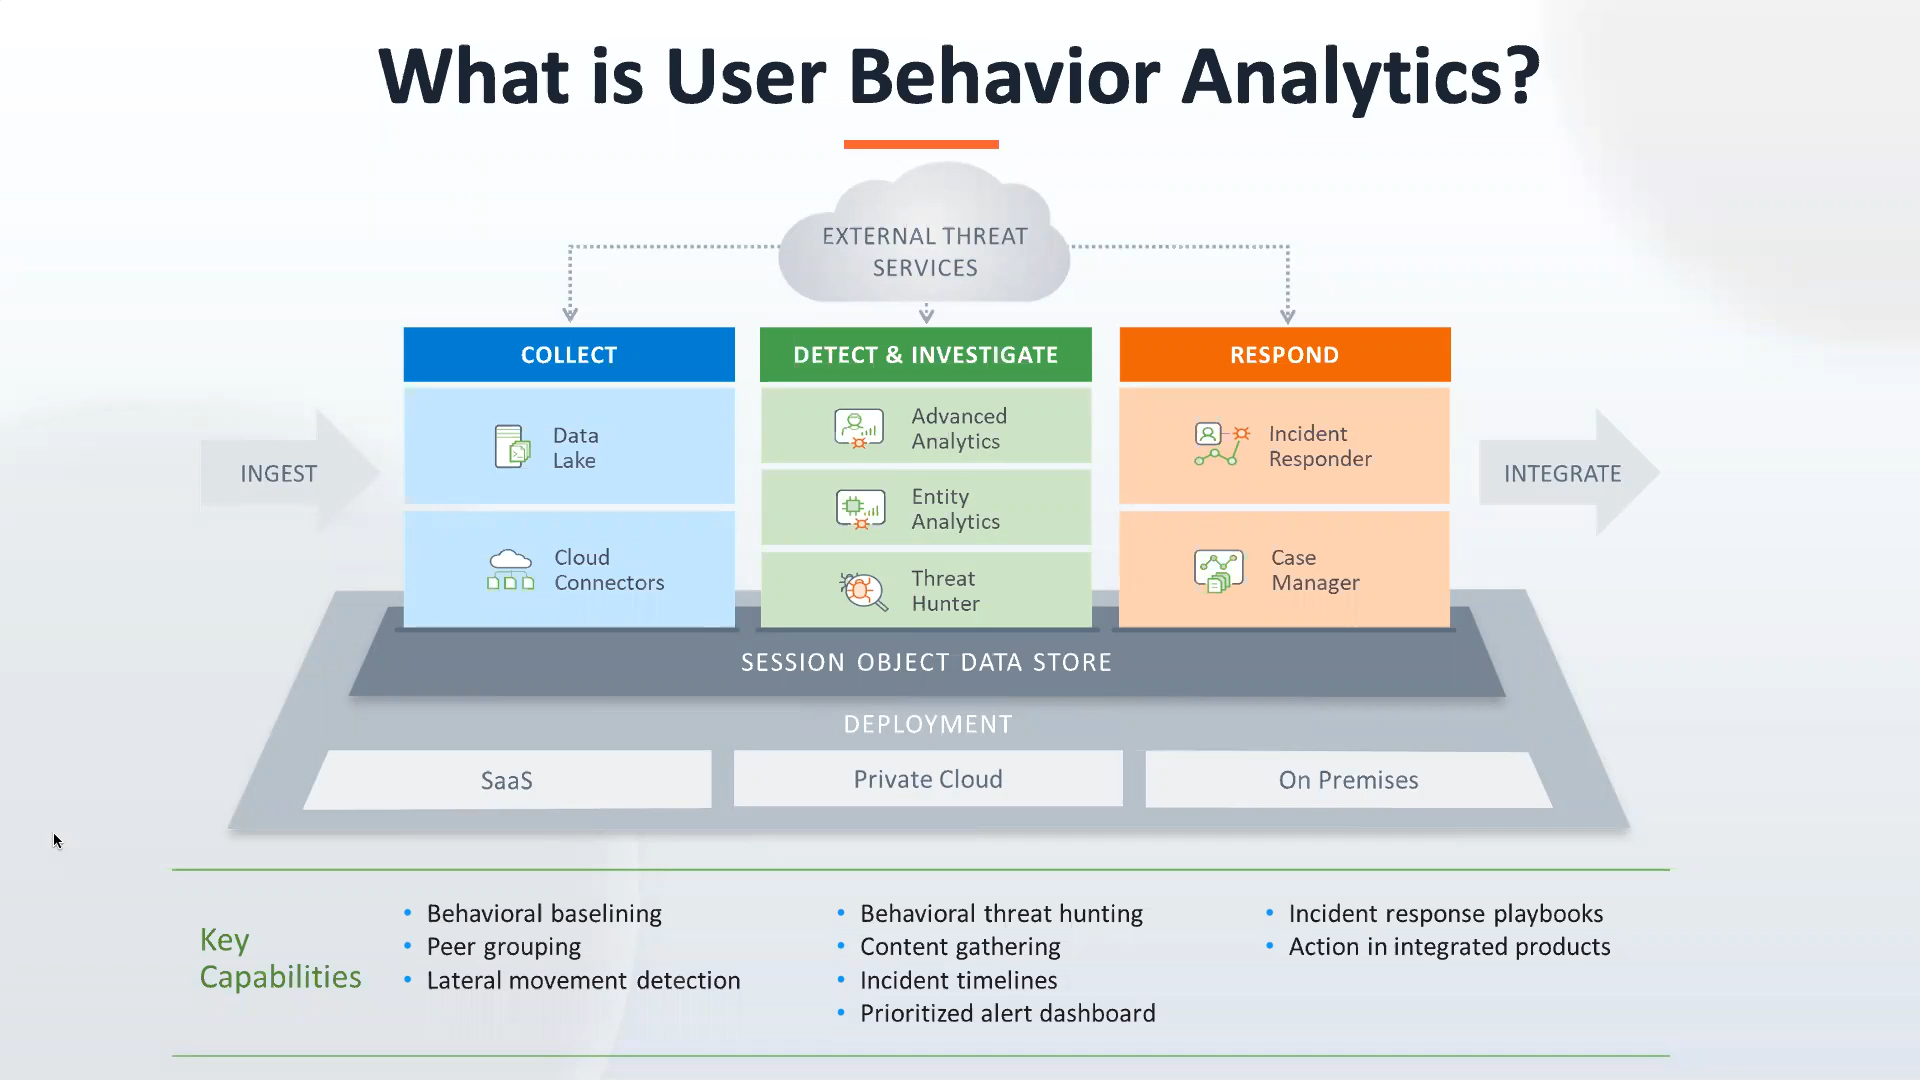 What is User Behavior Analytics?
EXTERNAL THREAT
SERVICES
COLLECT
DETECT & INVESTIGATE
RESPOND
INGEST
Data
Lake
Cloud
Connectors
Advanced
Analytics
Entity
Analytics
Threat
Hunter
Incident
Responder
Case
Manager
INTEGRATE
SESSION OBJECT DATA STORE
DEPLOYMENT
SaaS
Private Cloud
On Premises
Key
Capabilities
• Behavioral baselining
• Peer grouping
• Lateral movement detection
• Behavioral threat hunting
• Content gathering
• Incident timelines
• Prioritized alert dashboard
• Incident response playbooks
• Action in integrated products